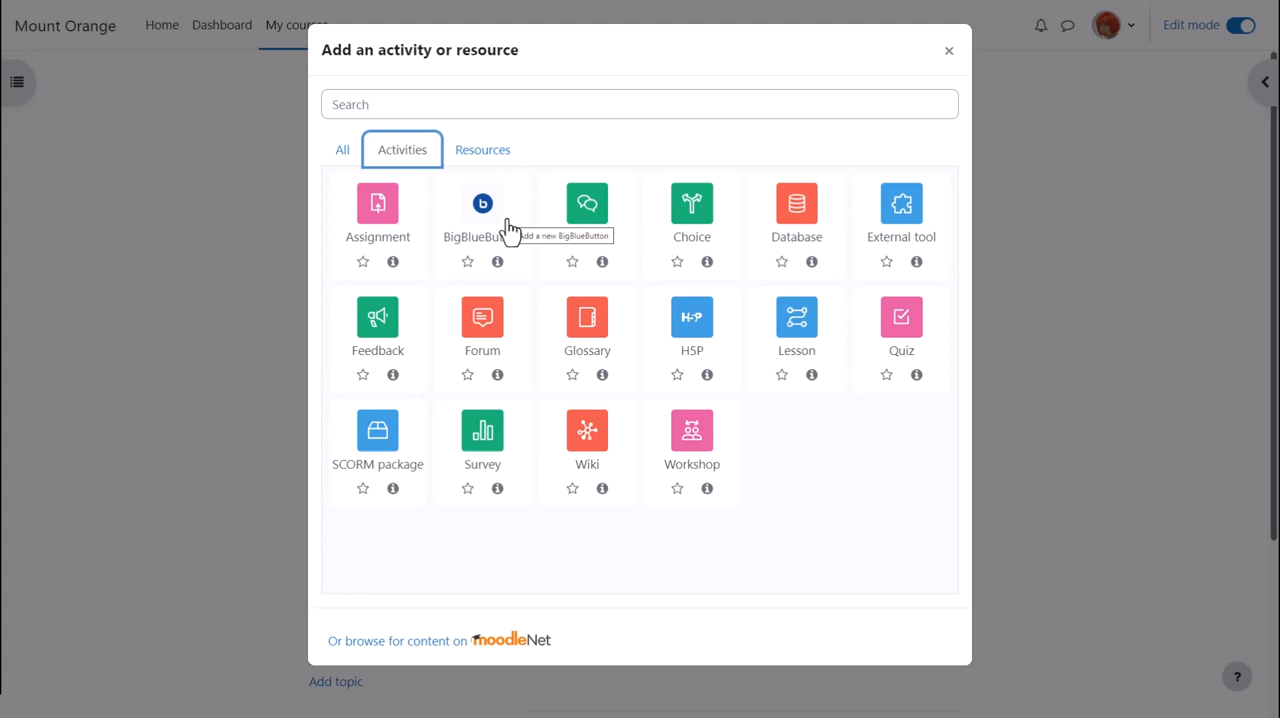 Mount Orange Home Dashboard My courses Edit mode
Add an activity or resource ×
Search
All Activities Resources
Assignment BigBlueBu Choice Database External tool
Add a new BigBlueButton
Feedback Forum Glossary H5P Lesson Quiz
SCORM package Survey Wiki Workshop
Or browse for content on moodleNet
Add topic
?